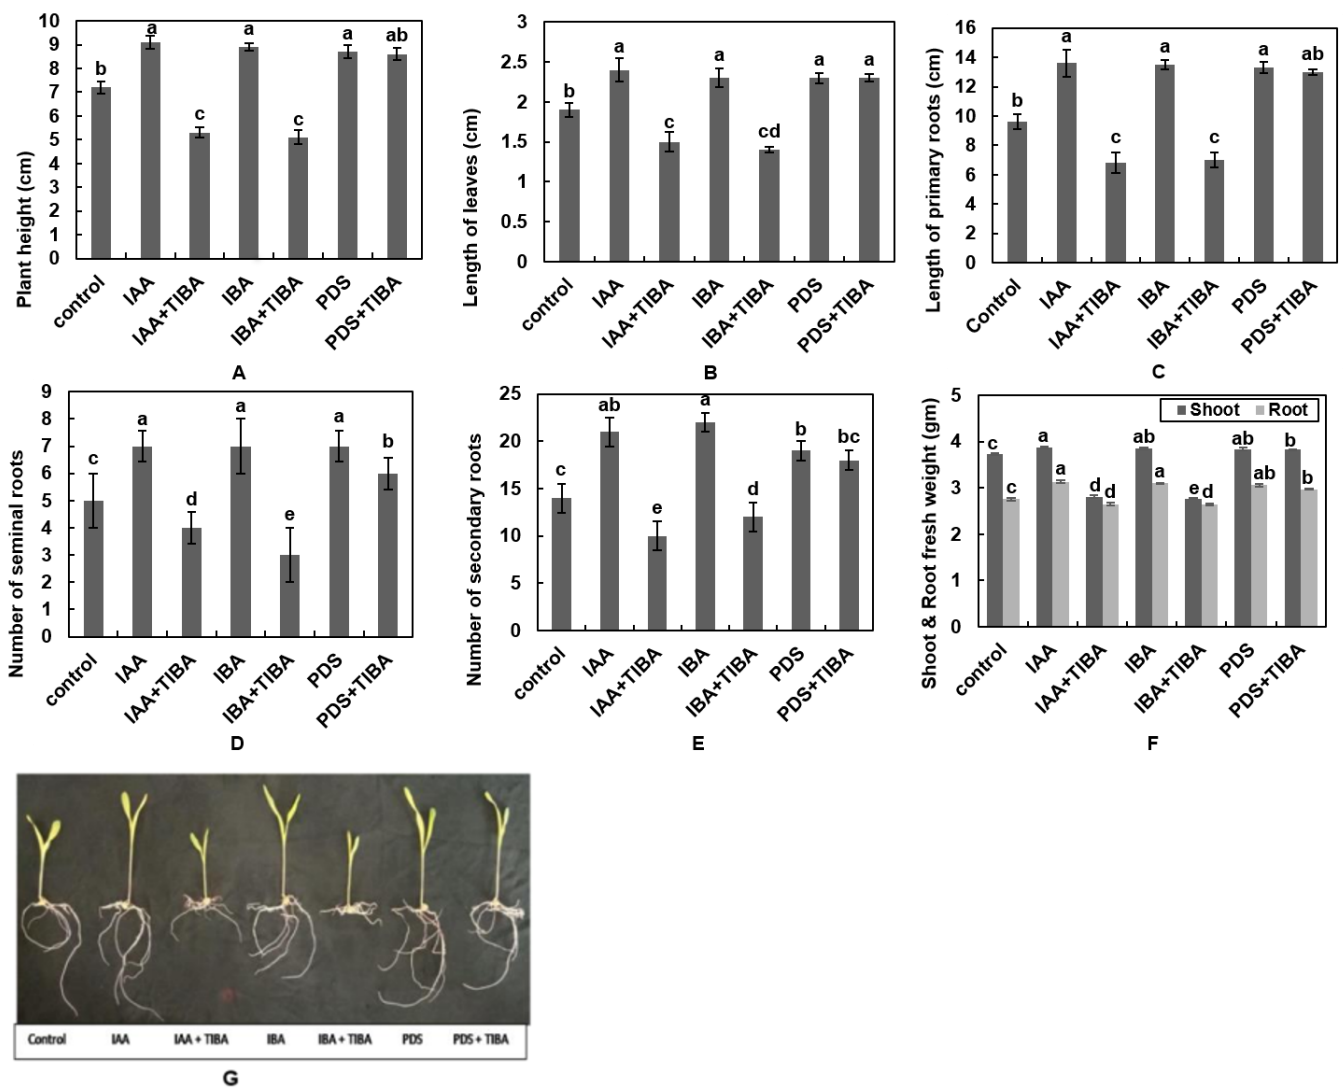 Plant height (cm)
10
9
8
7
6
5
4
3
2
1
0
b
a
c
a
c
a
ab
control
IAA
IAA+TIBA
IBA
IBA+TIBA
PDS
PDS+TIBA
A
Length of leaves (cm)
3
2.5
2
1.5
1
0.5
0
b
a
c
a
cd
a
a
control
IAA
IAA+TIBA
IBA
IBA+TIBA
PDS
PDS+TIBA
B
Length of primary roots (cm)
16
14
12
10
8
6
4
2
0
b
a
c
a
c
a
ab
Control
IAA
IAA+TIBA
IBA
IBA+TIBA
PDS
PDS+TIBA
C
Number of seminal roots
9
8
7
6
5
4
3
2
1
0
c
a
d
a
e
a
b
control
IAA
IAA+TIBA
IBA
IBA+TIBA
PDS
PDS+TIBA
D
Number of secondary roots
25
20
15
10
5
0
c
ab
e
a
d
b
bc
control
IAA
IAA+TIBA
IBA
IBA+TIBA
PDS
PDS+TIBA
E
Shoot & Root fresh weight (gm)
5
4
3
2
1
0
Shoot Root
c c
a a
d d
ab a
e d
ab ab
b b
control
IAA
IAA+TIBA
IBA
IBA+TIBA
PDS
PDS+TIBA
F
Control IAA IAA + TIBA IBA IBA + TIBA PDS PDS + TIBA
G